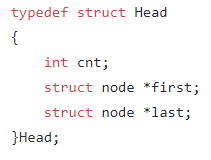 typedef struct Head
{
    int cnt;
    struct node *first;
    struct node *last;
}Head;